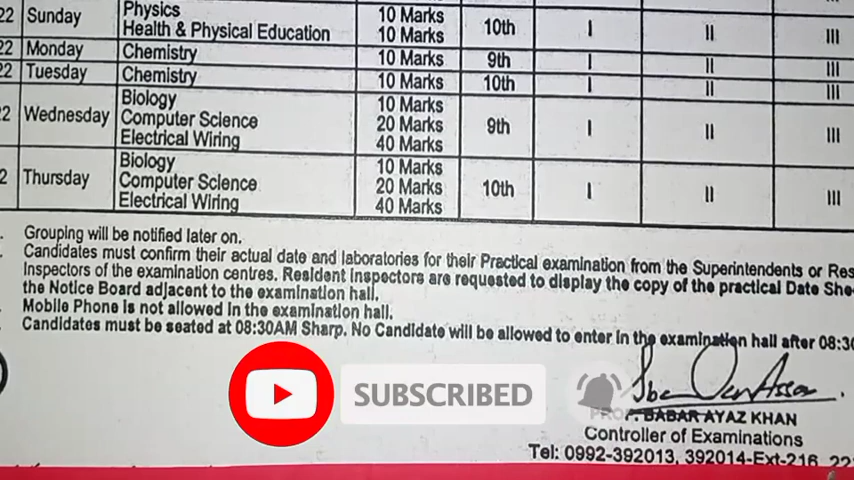 22 Sunday Physics 10 Marks 10th I II III
Health & Physical Education 10 Marks
22 Monday Chemistry 10 Marks 9th I II III
22 Tuesday Chemistry 10 Marks 10th I II III
Biology 10 Marks
22 Wednesday Computer Science 20 Marks 9th I II III
Electrical Wiring 40 Marks
Biology 10 Marks
2 Thursday Computer Science 20 Marks 10th I II III
Electrical Wiring 40 Marks
Grouping will be notified later on.
Candidates must confirm their actual date and laboratories for their Practical examination from the Superintendents or Res
Inspectors of the examination centres. Resident Inspectors are requested to display the copy of the practical Date She
the Notice Board adjacent to the examination hall.
Mobile Phone is not allowed in the examination hall.
Candidates must be seated at 08:30AM Sharp. No Candidate will be allowed to enter in the examination hall after 08:30
SUBSCRIBED
PROF. BABAR AYAZ KHAN
Controller of Examinations
Tel: 0992-392013, 392014-Ext-216, 22